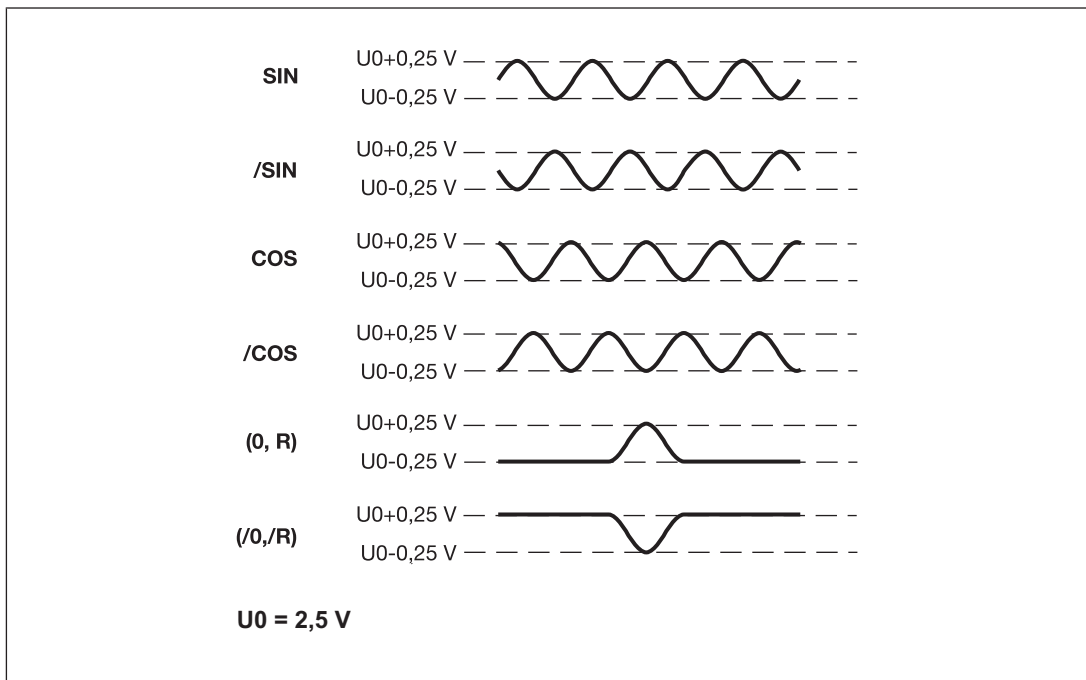 SIN
U0+0,25 V
U0-0,25 V
/SIN
U0+0,25 V
U0-0,25 V
COS
U0+0,25 V
U0-0,25 V
/COS
U0+0,25 V
U0-0,25 V
(0, R)
U0+0,25 V
U0-0,25 V
(/0,/R)
U0+0,25 V
U0-0,25 V
U0 = 2,5 V